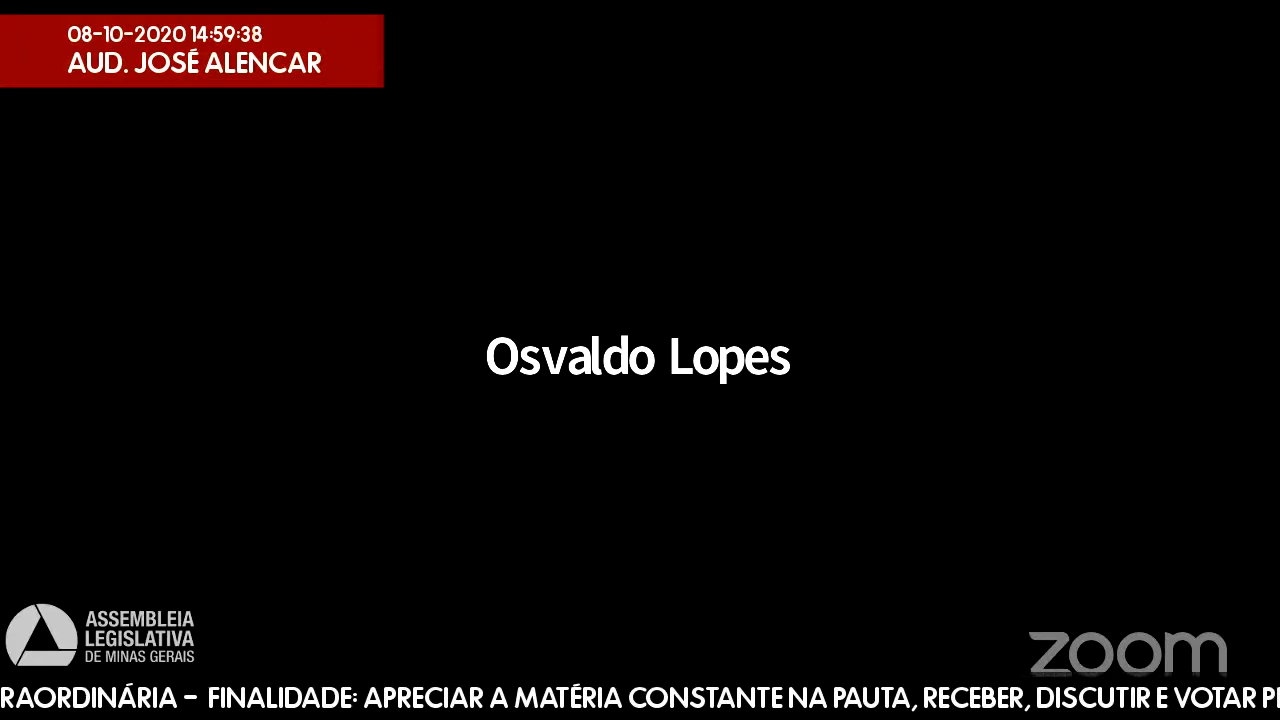 08-10-2020 14:59:38
AUD. JOSÉ ALENCAR
Osvaldo Lopes
ASSEMBLEIA
LEGISLATIVA
DE MINAS GERAIS
zoom
RAORDINÁRIA - FINALIDADE: APRECIAR A MATÉRIA CONSTANTE NA PAUTA, RECEBER, DISCUTIR E VOTAR